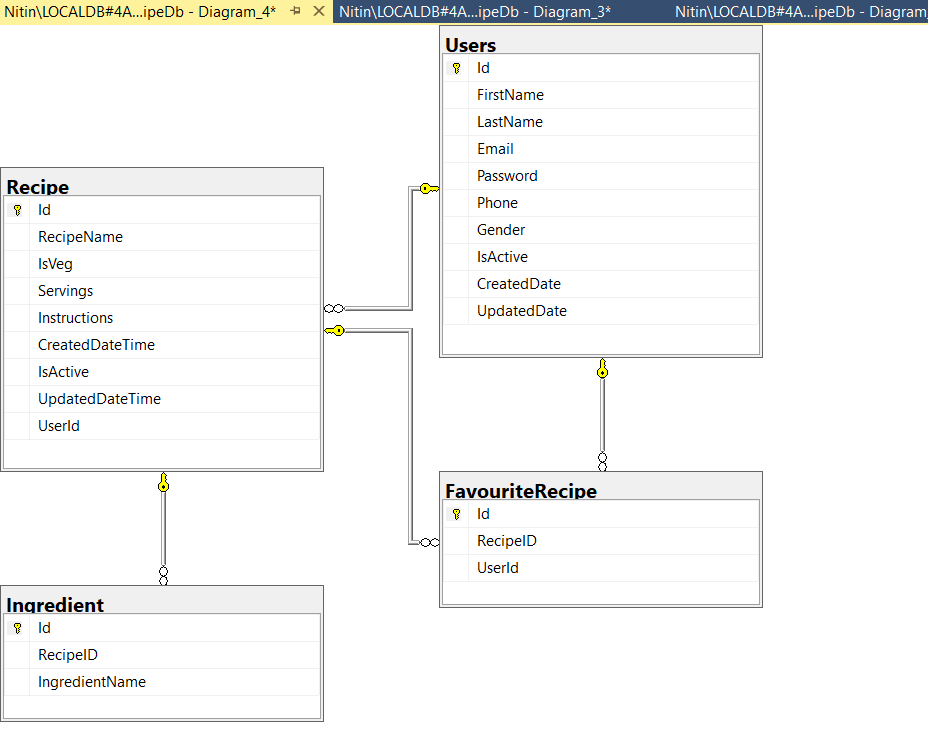 Nitin\LOCALDB#4A...ipeDb - Diagram_4*
Nitin\LOCALDB#4A...ipeDb - Diagram_3*
Nitin\LOCALDB#4A...ipeDb - Diagram_
Users
Id
FirstName
LastName
Email
Password
Phone
Gender
IsActive
CreatedDate
UpdatedDate
Recipe
Id
RecipeName
IsVeg
Servings
Instructions
CreatedDateTime
IsActive
UpdatedDateTime
UserId
FavouriteRecipe
Id
RecipeID
UserId
Ingredient
Id
RecipeID
IngredientName